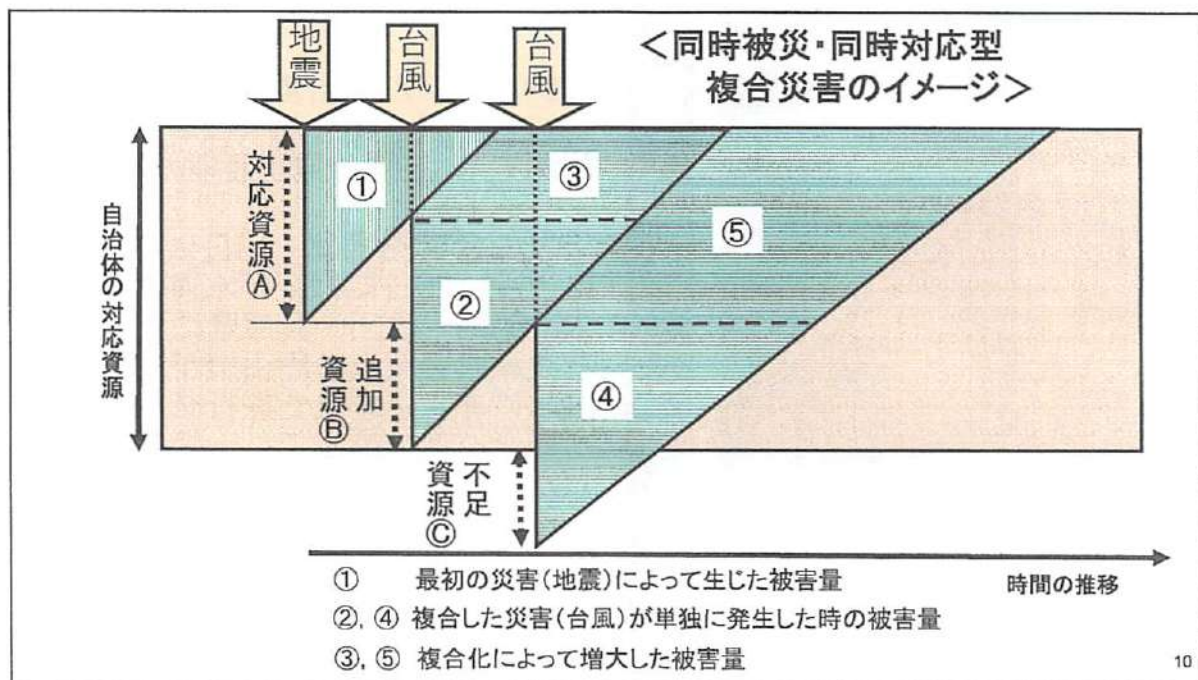 地震
台風
台風
<同時被災・同時対応型
複合災害のイメージ>
自治体の対応資源
対応資源Ⓐ
追加
資源Ⓑ
不足
資源Ⓒ
①
②
③
④
⑤
時間の推移
① 最初の災害(地震)によって生じた被害量
②, ④ 複合した災害(台風)が単独に発生した時の被害量
③, ⑤ 複合化によって増大した被害量
10